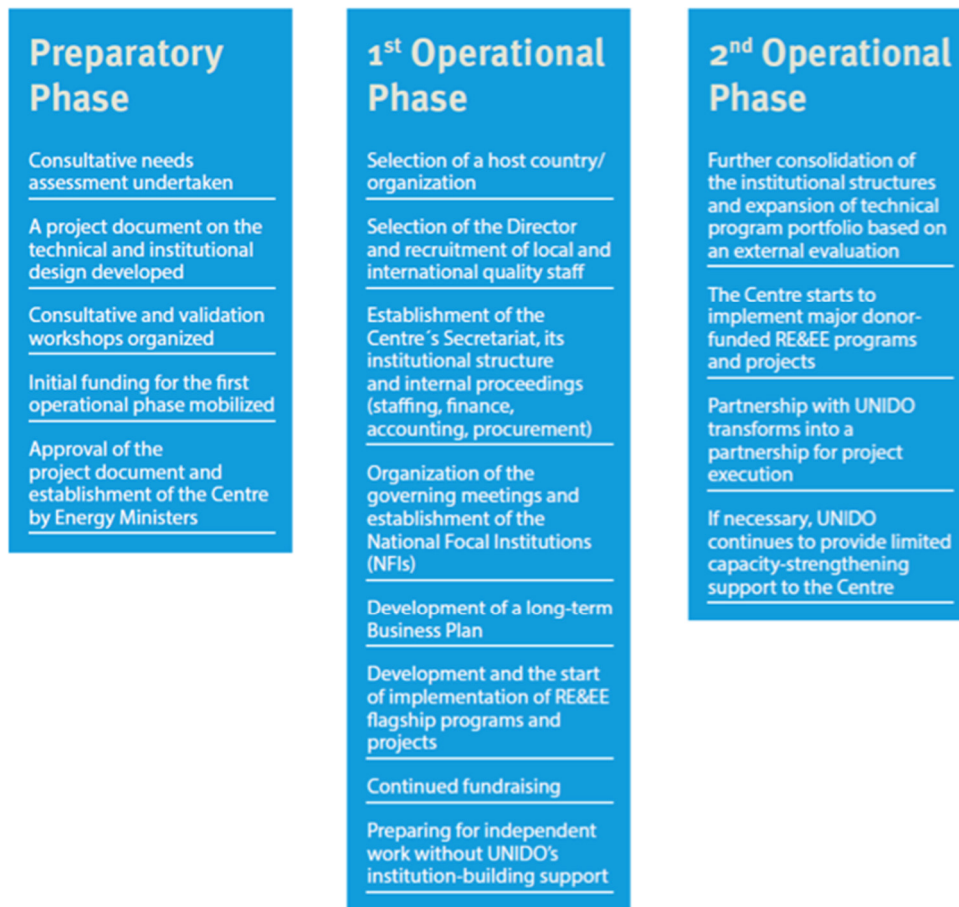 Preparatory
Phase
Consultative needs
assessment undertaken
A project document on the
technical and institutional
design developed
Consultative and validation
workshops organized
Initial funding for the first
operational phase mobilized
Approval of the
project document and
establishment of the Centre
by Energy Ministers
1st Operational
Phase
Selection of a host country/
organization
Selection of the Director
and recruitment of local and
international quality staff
Establishment of the
Centre´s Secretariat, its
institutional structure
and internal proceedings
(staffing, finance,
accounting, procurement)
Organization of the
governing meetings and
establishment of the
National Focal Institutions
(NFIs)
Development of a long-term
Business Plan
Development and the start
of implementation of RE&EE
flagship programs and
projects
Continued fundraising
Preparing for independent
work without UNIDO's
institution-building support
2nd Operational
Phase
Further consolidation of
the institutional structures
and expansion of technical
program portfolio based on
an external evaluation
The Centre starts to
implement major donor-
funded RE&EE programs
and projects
Partnership with UNIDO
transforms into a
partnership for project
execution
If necessary, UNIDO
continues to provide limited
capacity-strengthening
support to the Centre